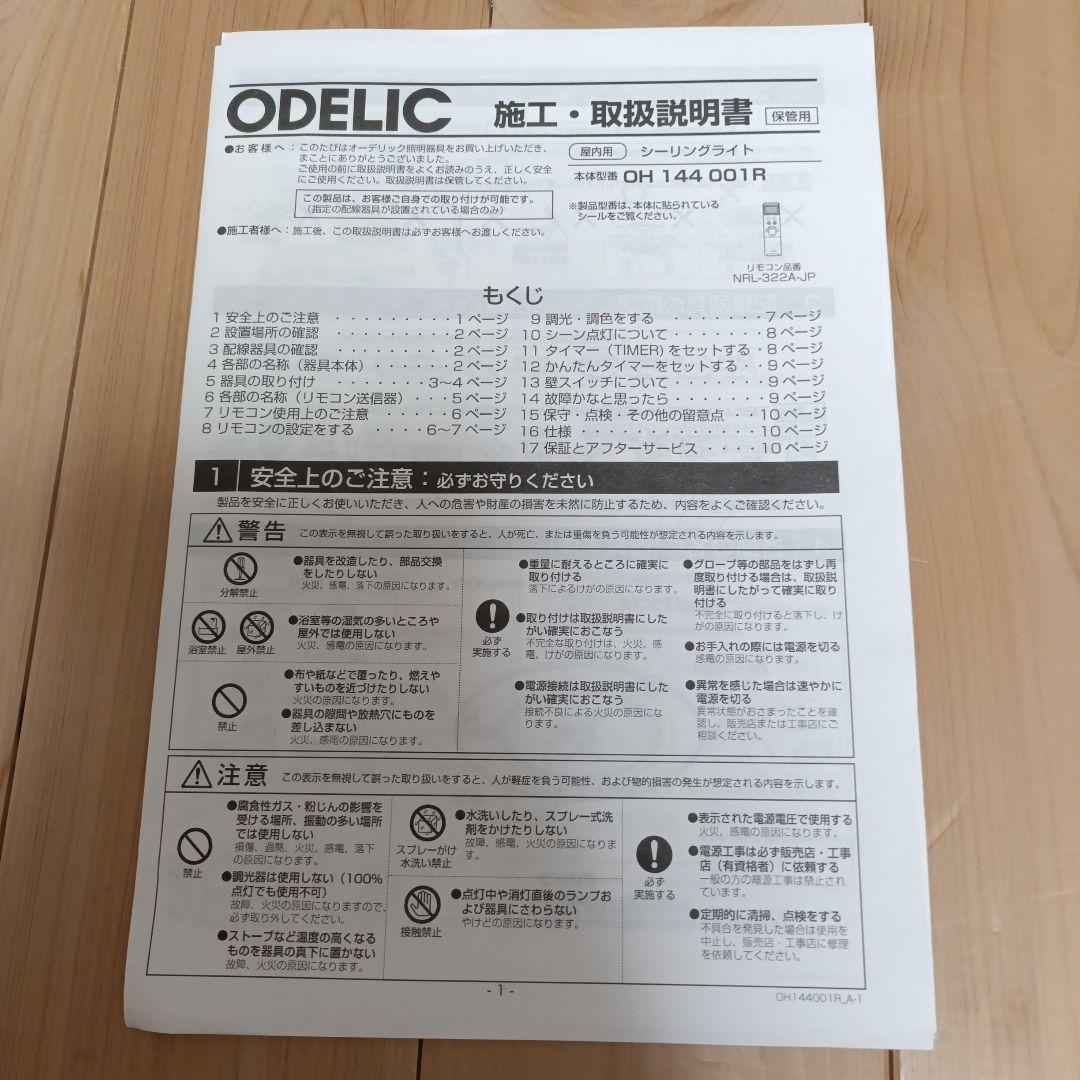 ODELIC 施工・取扱説明書 保管用
●お客様へ：このたびはオーデリック照明器具をお買い上げいただき、
まことにありがとうございました。
ご使用の前に取扱説明書をよくお読みのうえ、正しく安全
にご使用ください。取扱説明書は保管してください。
この製品は、お客様ご自身での取り付けが可能です。
（指定の配線器具が設置されている場合のみ）
●施工者様へ：施工後、この取扱説明書は必ずお客様へお渡しください。
屋内用 シーリングライト
本体型番 OH 144 001R
※製品型番は、本体に貼られている
シールをご覧ください。
リモコン品番
NRL-322A-JP
もくじ
1 安全上のご注意 ・・・・・・・・・・1 ページ
2 設置場所の確認 ・・・・・・・・・・2 ページ
3 配線器具の確認 ・・・・・・・・・・2 ページ
4 各部の名称（器具本体）・・・・・・・2 ページ
5 器具の取り付け ・・・・・・・3～4 ページ
6 各部の名称（リモコン送信器）・・・5 ページ
7 リモコン使用上のご注意 ・・・・・6 ページ
8 リモコンの設定をする ・・・・6～7 ページ
9 調光・調色をする ・・・・・・・7 ページ
10 シーン点灯について・・・・・・・8 ページ
11 タイマー（TIMER）をセットする・8 ページ
12 かんたんタイマーをセットする・・9 ページ
13 壁スイッチについて・・・・・・・9 ページ
14 故障かなと思ったら・・・・・・・9 ページ
15 保守・点検・その他の留意点・・・10 ページ
16 仕様・・・・・・・・・・・・・10 ページ
17 保証とアフターサービス・・・・10 ページ
1 安全上のご注意：必ずお守りください
製品を安全に正しくお使いいただき、人への危害や財産の損害を未然に防止するため、内容をよくご確認ください。
警告 この表示を無視して誤った取り扱いをすると、人が死亡、または重傷を負う可能性が想定される内容を示します。
分解禁止
●器具を改造したり、部品交換
をしたりしない
火災、感電、落下の原因になります。
浴室禁止 屋外禁止
●浴室等の湿気の多いところや
屋外では使用しない
火災、感電の原因になります。
禁止
●布や紙などで覆ったり、燃えや
すいものを近づけたりしない
火災の原因になります。
●器具の隙間や放熱穴にものを
差し込まない
火災、感電の原因になります。
必ず
実施する
●重量に耐えるところに確実に
取り付ける
落下によるけがの原因になります。
●取り付けは取扱説明書にした
がい確実におこなう
不完全な取り付けは、火災、感
電、けがの原因になります。
●電源接続は取扱説明書にした
がい確実におこなう
接続不良による火災の原因にな
ります。
●グローブ等の部品をはずし再
度取り付ける場合は、取扱説
明書にしたがって確実に取り
付ける
不完全に取り付けると落下し、け
がの原因になります。
●お手入れの際には電源を切る
感電の原因になります。
●異常を感じた場合は速やかに
電源を切る
異常状態がおさまったことを確
認し、販売店または工事店にご
相談ください。
注意 この表示を無視して誤った取り扱いをすると、人が軽症を負う可能性、および物的損害の発生が想定される内容を示します。
禁止
●腐食性ガス・粉じんの影響を
受ける場所、振動の多い場所
では使用しない
損傷、過熱、火災、感電、落下
の原因になります。
●調光器は使用しない（100%
点灯でも使用不可）
故障、火災の原因になりますので、
必ず取り外してください。
●ストーブなど温度の高くなる
ものを器具の真下に置かない
故障、火災の原因になります。
スプレーがけ
水洗い禁止
●水洗いしたり、スプレー式洗
剤をかけたりしない
故障、感電、火災の原因になりま
す。
接触禁止
●点灯中や消灯直後のランプお
よび器具にさわらない
やけどの原因になります。
必ず
実施する
●表示された電源電圧で使用する
火災、感電の原因になります。
●電源工事は必ず販売店・工事
店（有資格者）に依頼する
一般の方の電源工事は禁止され
ています。
●定期的に清掃、点検をする
不具合を発見した場合は使用を
中止し、販売店・工事店に修理
を依頼してください。
- 1 -
OH144001R_A-1